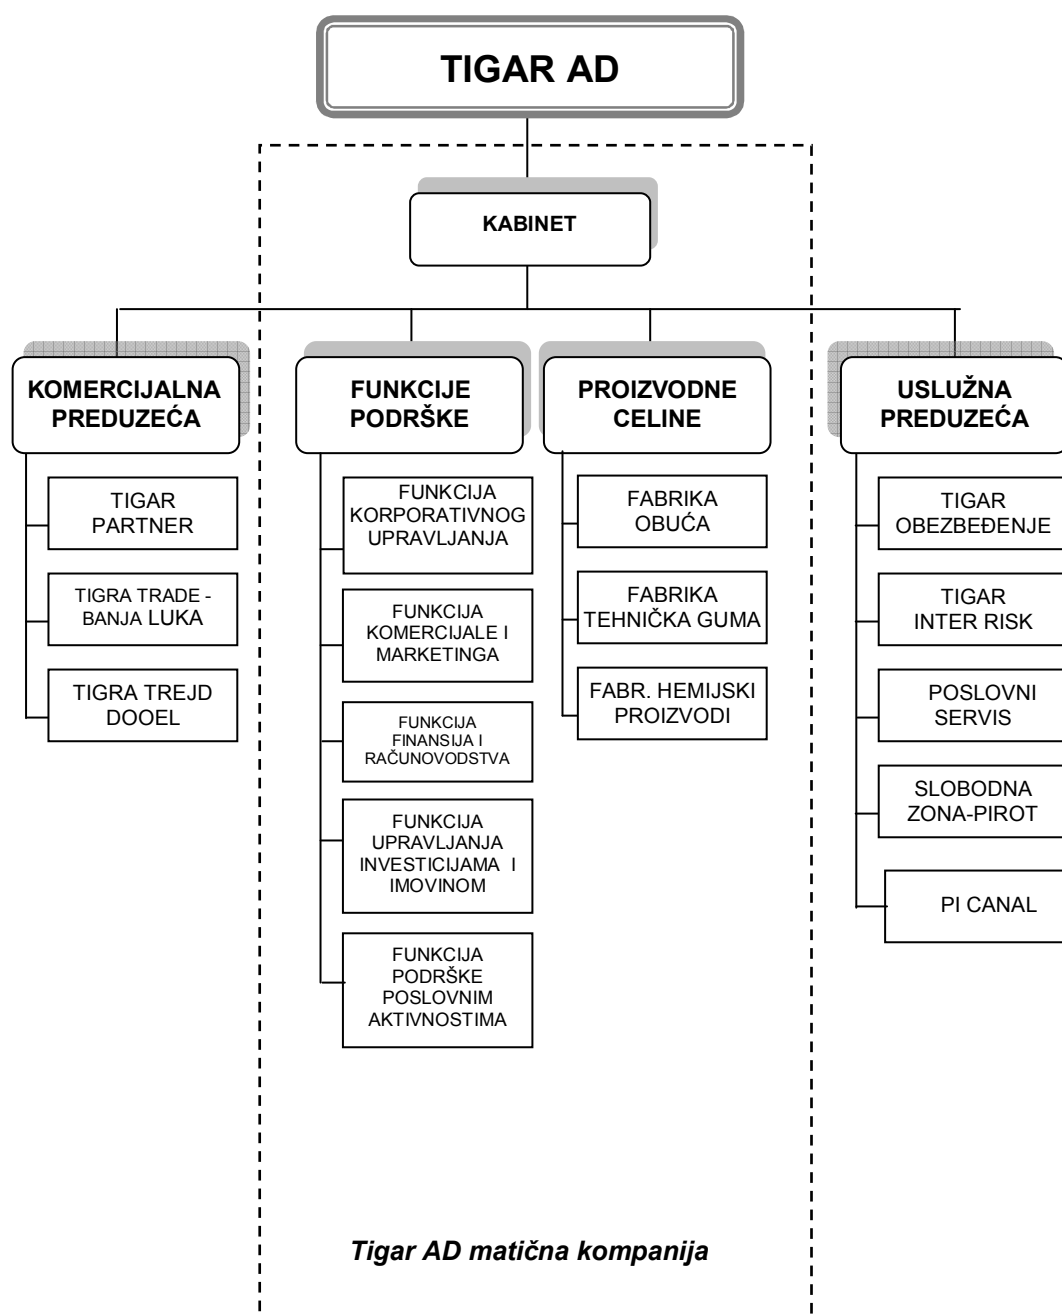 TIGAR AD
KABINET
KOMERCIJALNA
PREDUZEĆA
FUNKCIJE
PODRŠKE
PROIZVODNE
CELINE
USLUŽNA
PREDUZEĆA
TIGAR
PARTNER
TIGRA TRADE -
BANJA LUKA
TIGRA TREJD
DOOEL
FUNKCIJA
KORPORATIVNOG
UPRAVLJANJA
FUNKCIJA
KOMERCIJALE I
MARKETINGA
FUNKCIJA
FINANSIJA I
RAČUNOVODSTVA
FUNKCIJA
UPRAVLJANJA
INVESTICIJAMA I
IMOVINOM
FUNKCIJA
PODRŠKE
POSLOVNIM
AKTIVNOSTIMA
FABRIKA
OBUĆA
FABRIKA
TEHNIČKA GUMA
FABR. HEMIJSKI
PROIZVODI
TIGAR
OBEZBEĐENJE
TIGAR
INTER RISK
POSLOVNI
SERVIS
SLOBODNA
ZONA-PIROT
PI CANAL
Tigar AD matična kompanija